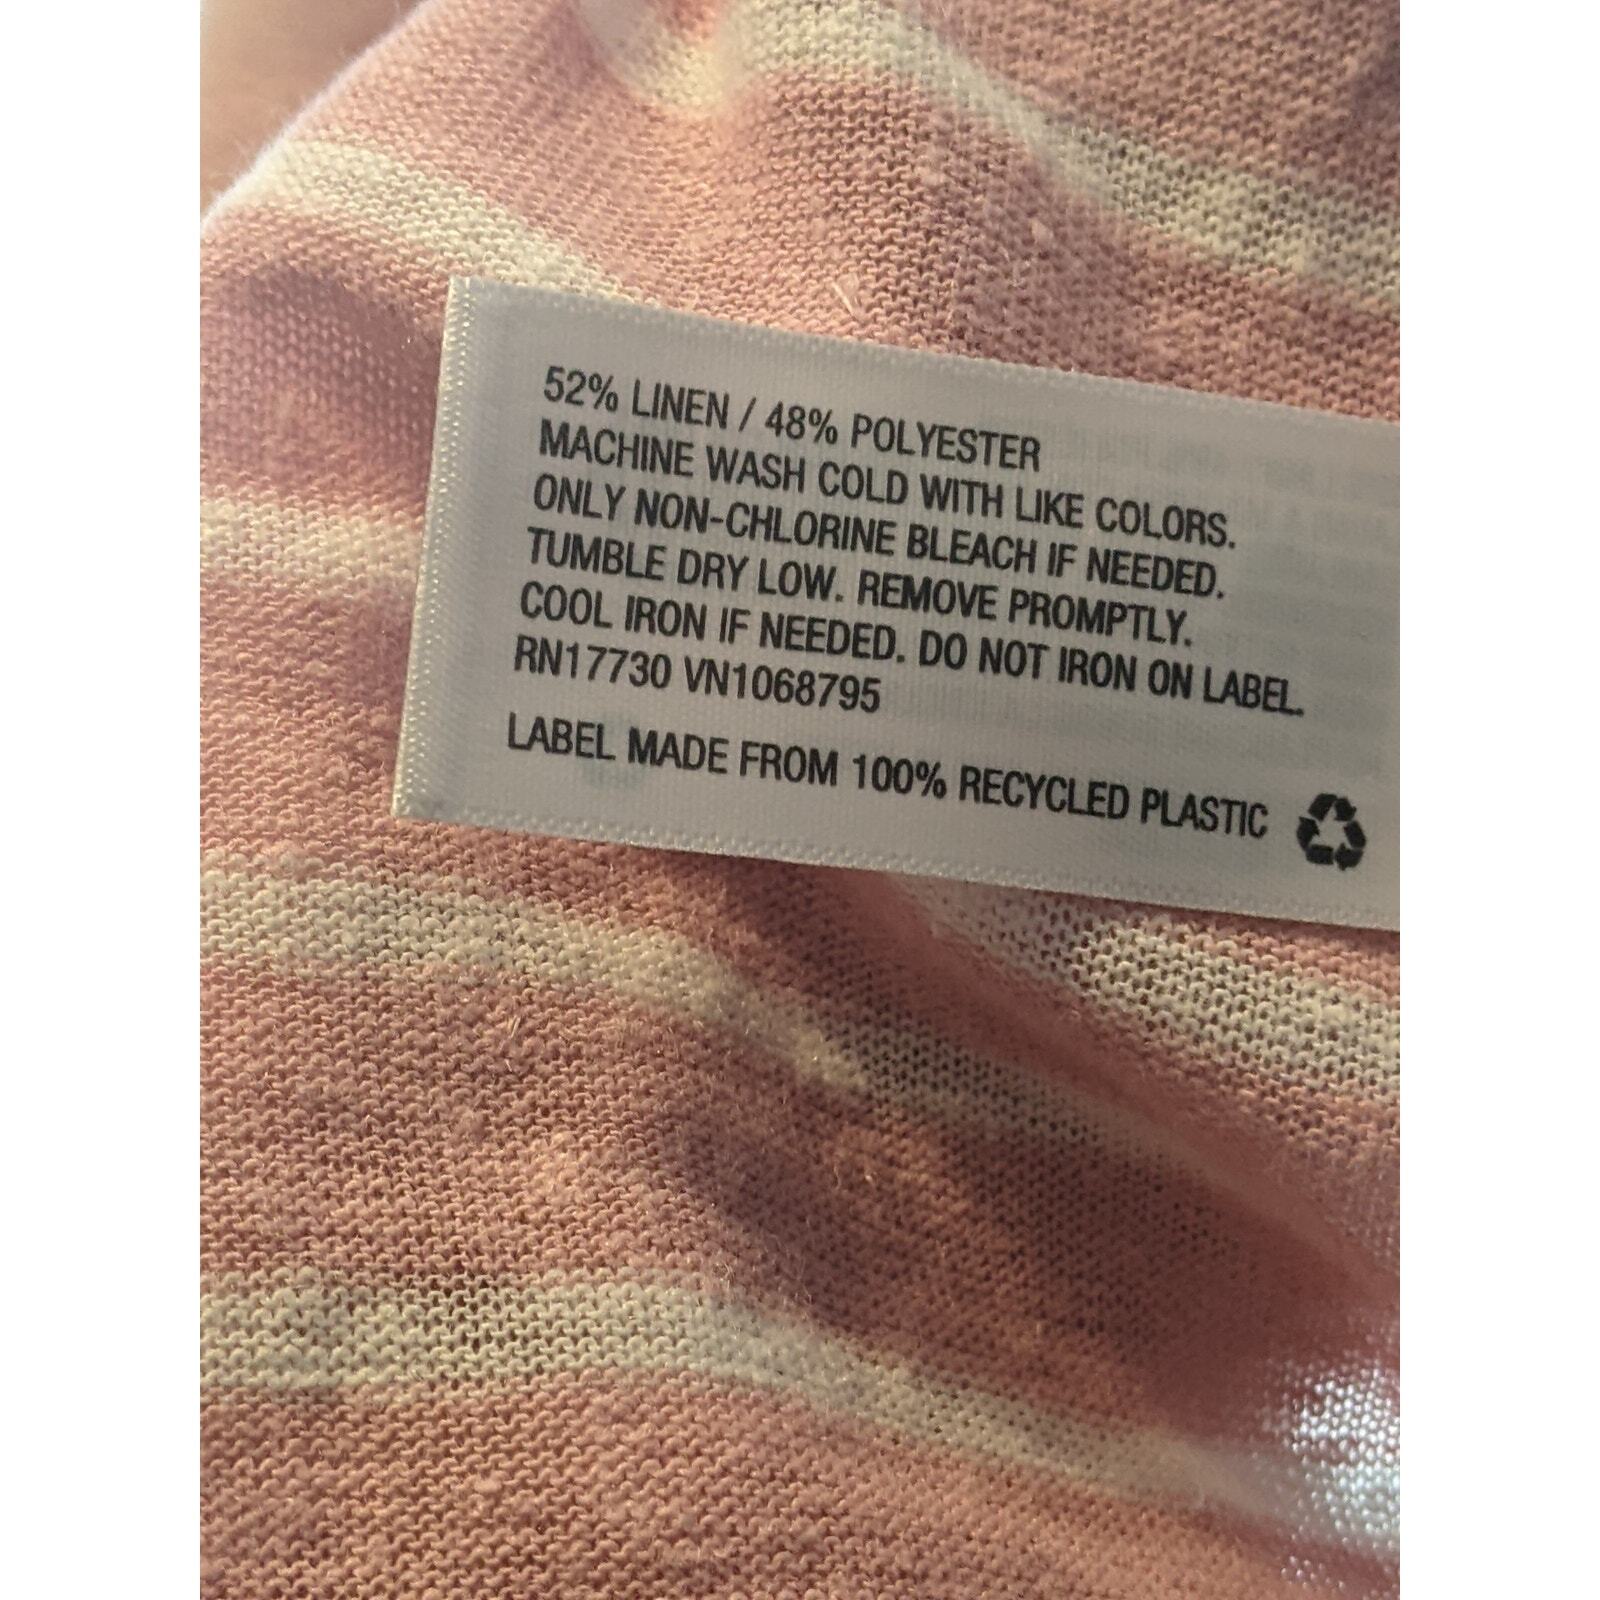 52% LINEN / 48% POLYESTER
MACHINE WASH COLD WITH LIKE COLORS.
ONLY NON-CHLORINE BLEACH IF NEEDED.
TUMBLE DRY LOW. REMOVE PROMPTLY.
COOL IRON IF NEEDED. DO NOT IRON ON LABEL.
RN17730 VN1068795
LABEL MADE FROM 100% RECYCLED PLASTIC